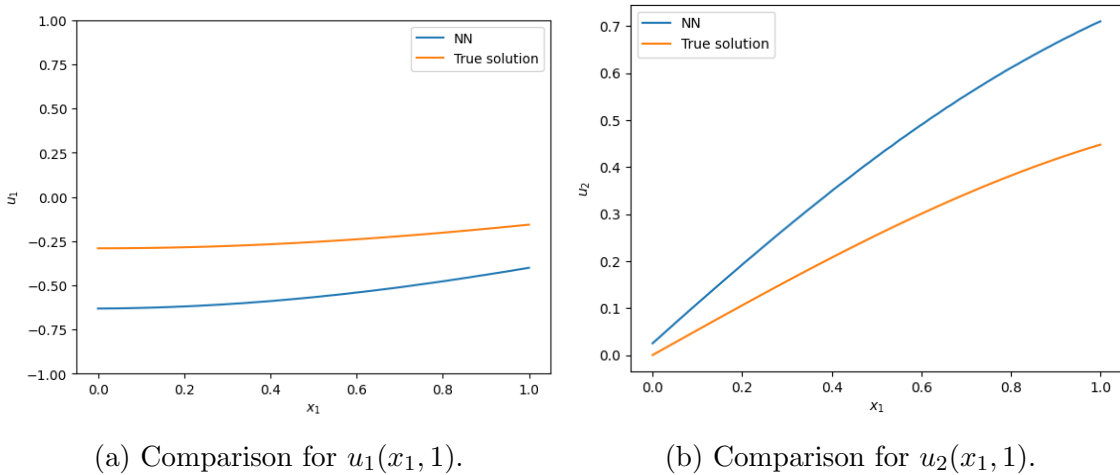 1.00
0.75
0.50
0.25
0.00
-0.25
-0.50
-0.75
-1.00
u₁
NN
True solution
0.0 0.2 0.4 0.6 0.8 1.0
x₁
(a) Comparison for u₁(x₁, 1).
0.7
0.6
0.5
0.4
0.3
0.2
0.1
0.0
u₂
NN
True solution
0.0 0.2 0.4 0.6 0.8 1.0
x₁
(b) Comparison for u₂(x₁, 1).